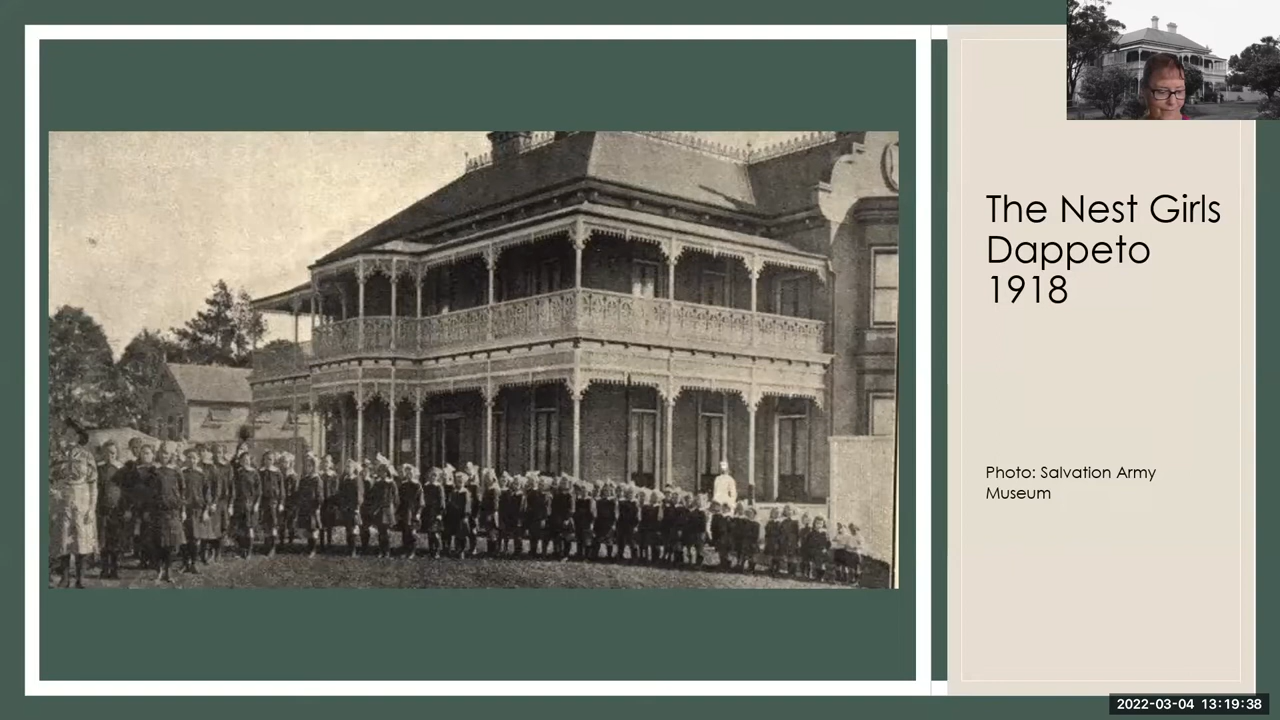 The Nest Girls
Dappeto
1918
Photo: Salvation Army
Museum
2022-03-04 13:19:38